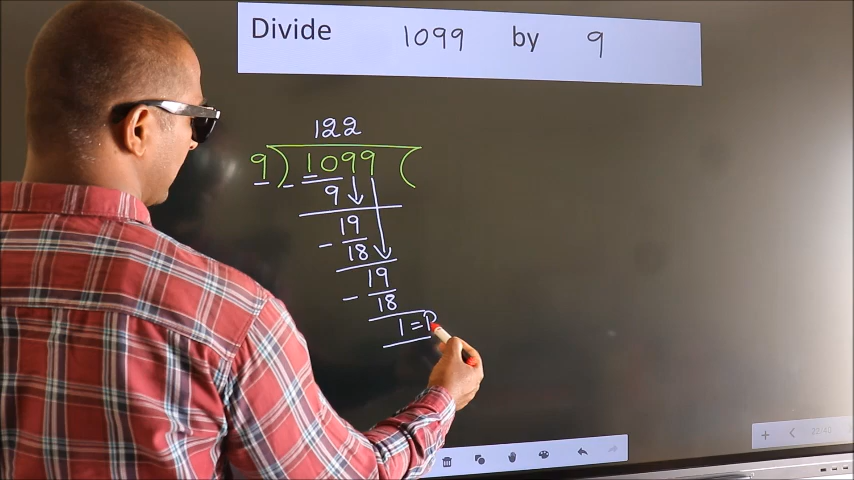 Divide 1099 by 9
122
9) 1099 (
- 9
19
- 18
19
- 18
1 = R